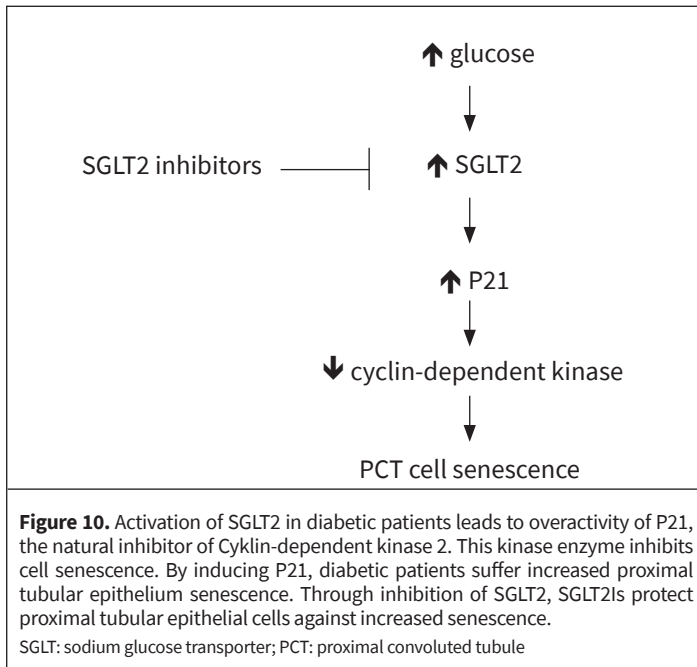 ↑ glucose
SGLT2 inhibitors ↑ SGLT2
↑ P21
↓ cyclin-dependent kinase
PCT cell senescence
Figure 10. Activation of SGLT2 in diabetic patients leads to overactivity of P21,
the natural inhibitor of Cyklin-dependent kinase 2. This kinase enzyme inhibits
cell senescence. By inducing P21, diabetic patients suffer increased proximal
tubular epithelium senescence. Through inhibition of SGLT2, SGLT2Is protect
proximal tubular epithelial cells against increased senescence.
SGLT: sodium glucose transporter; PCT: proximal convoluted tubule